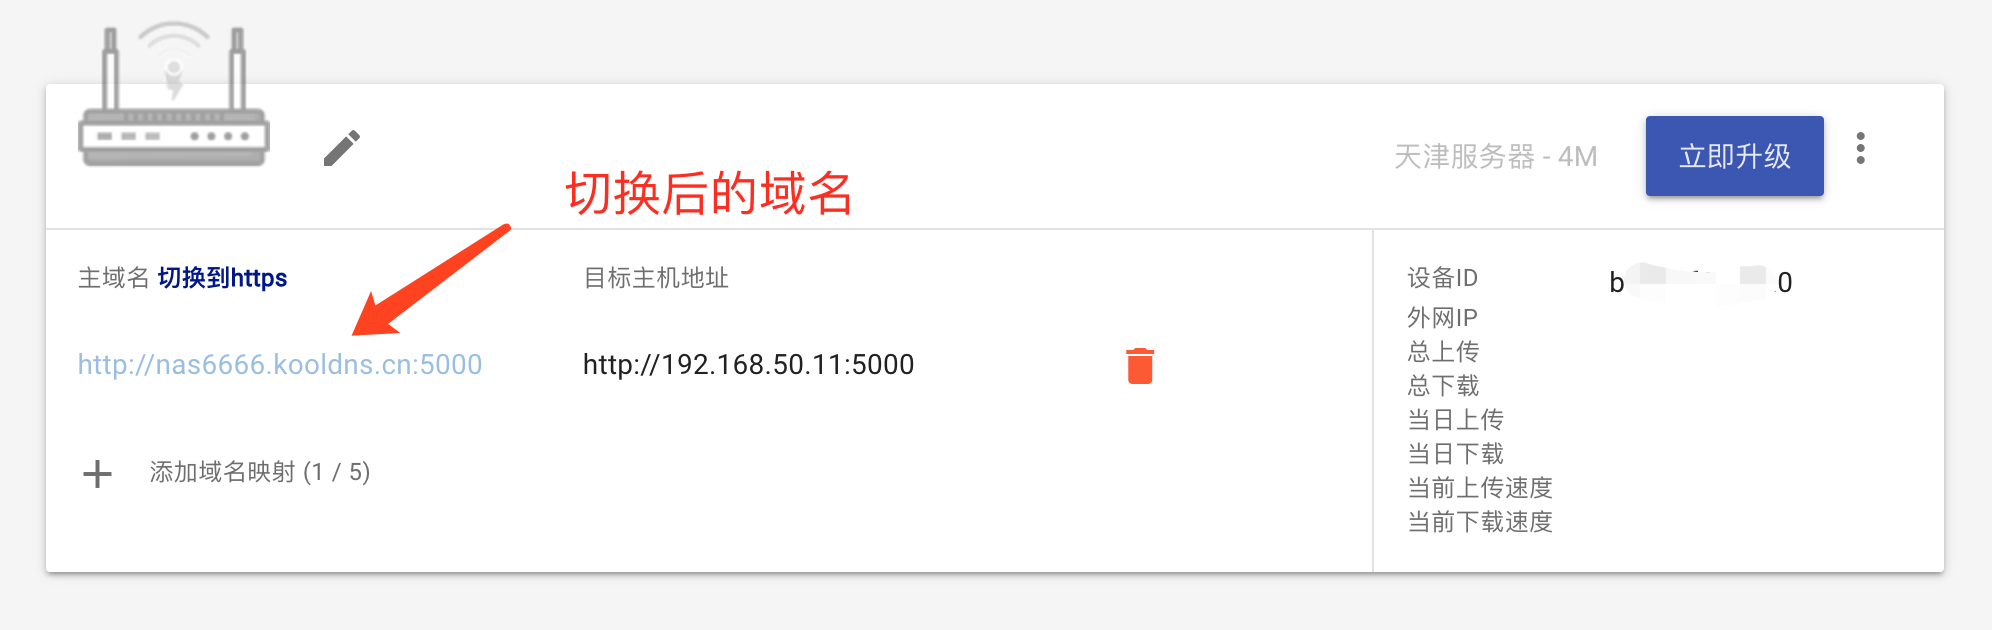 天津服务器 - 4M
立即升级
切换后的域名
主域名 切换到https
目标主机地址
http://nas6666.kooldns.cn:5000
http://192.168.50.11:5000
添加域名映射 (1 / 5)
设备ID
外网IP
总上传
总下载
当日上传
当日下载
当前上传速度
当前下载速度